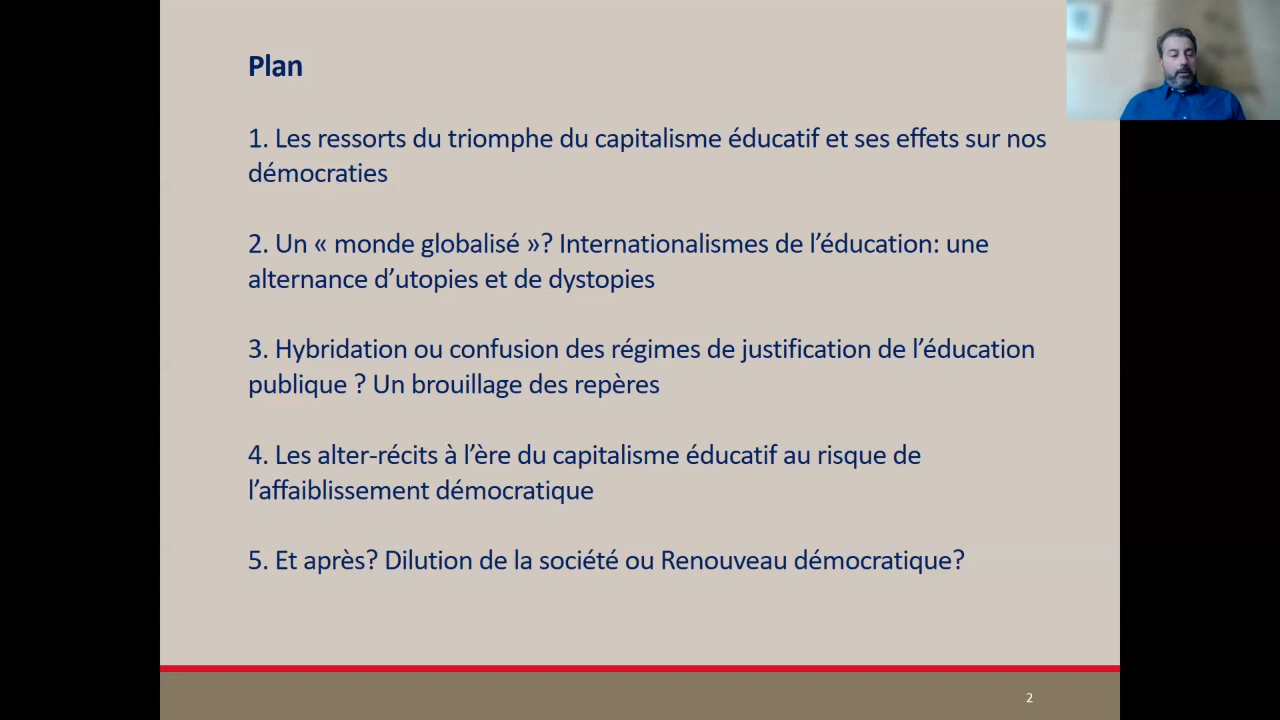 Plan
1. Les ressorts du triomphe du capitalisme éducatif et ses effets sur nos
démocraties
2. Un « monde globalisé »? Internationalismes de l’éducation: une
alternance d’utopies et de dystopies
3. Hybridation ou confusion des régimes de justification de l’éducation
publique ? Un brouillage des repères
4. Les alter-récits à l’ère du capitalisme éducatif au risque de
l’affaiblissement démocratique
5. Et après? Dilution de la société ou Renouveau démocratique?
2